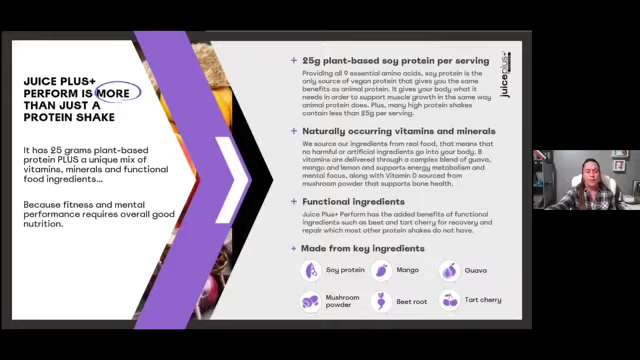 JUICE PLUS+
PERFORM IS MORE
THAN JUST A
PROTEIN SHAKE
It has 25 grams plant-based
protein PLUS a unique mix of
vitamins, minerals and functional
food ingredients...
Because fitness and mental
performance requires overall good
nutrition.
+ 25g plant-based soy protein per serving
Providing all 9 essential amino acids, soy protein is the
only source of vegan protein that gives you the same
benefits as animal protein. It gives your body what it
needs in order to support muscle growth in the same way
animal protein does. Plus, many high protein shakes
contain less than 25g per serving.
+ Naturally occurring vitamins and minerals
We source our ingredients from real food, that means that
no harmful or artificial ingredients go into your body. B
vitamins are delivered through a complex blend of guava,
mango and lemon and supports energy metabolism and
mental focus, along with Vitamin D sourced from
mushroom powder that supports bone health.
+ Functional ingredients
Juice Plus+ Perform has the added benefits of functional
ingredients such as beet and tart cherry for recovery and
repair which most other protein shakes do not have.
+ Made from key ingredients
Soy protein
Mango
Guava
Mushroom
powder
Beet root
Tart cherry
juice plus+